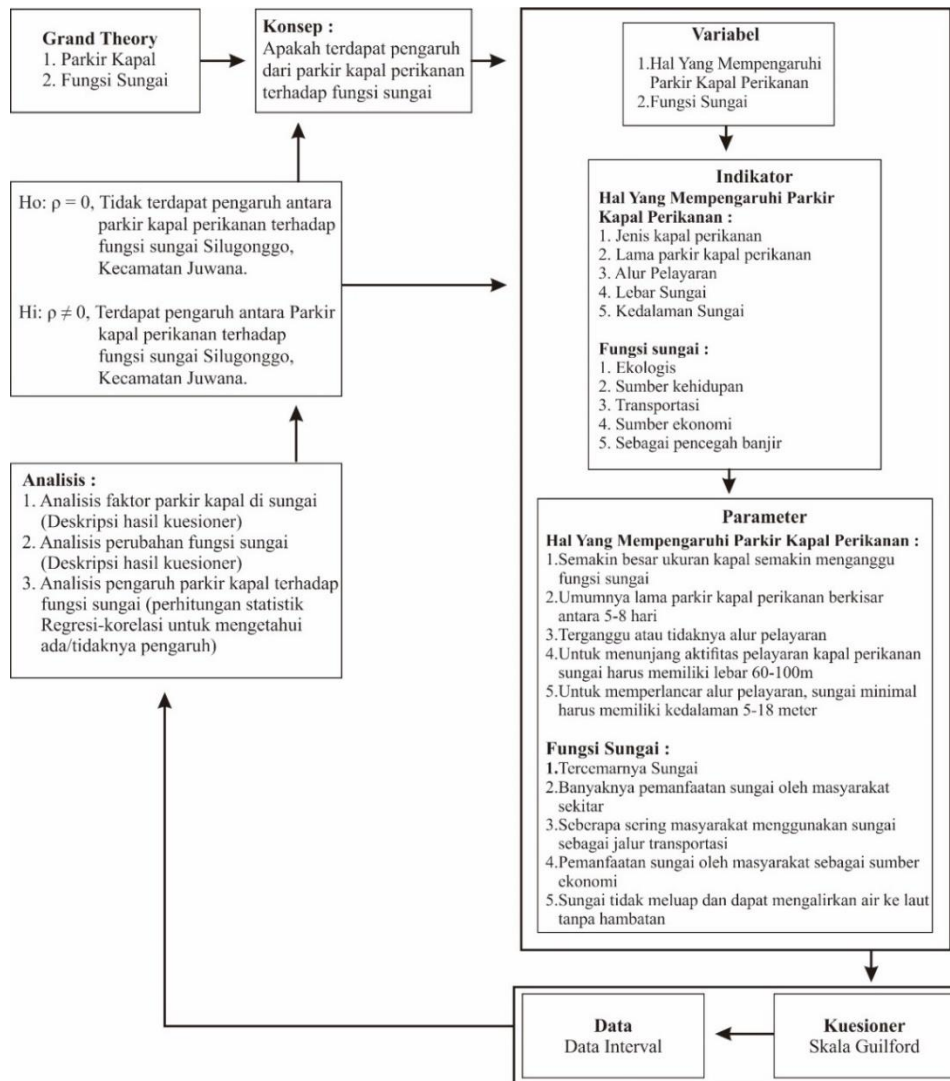 Grand Theory
1. Parkir Kapal
2. Fungsi Sungai
Konsep :
Apakah terdapat pengaruh
dari parkir kapal perikanan
terhadap fungsi sungai
Variabel
1.Hal Yang Mempengaruhi
Parkir Kapal Perikanan
2.Fungsi Sungai
Indikator
Hal Yang Mempengaruhi Parkir
Kapal Perikanan :
1. Jenis kapal perikanan
2. Lama parkir kapal perikanan
3. Alur Pelayaran
4. Lebar Sungai
5. Kedalaman Sungai
Fungsi sungai :
1. Ekologis
2. Sumber kehidupan
3. Transportasi
4. Sumber ekonomi
5. Sebagai pencegah banjir
Parameter
Hal Yang Mempengaruhi Parkir Kapal Perikanan :
1.Semakin besar ukuran kapal semakin menganggu
fungsi sungai
2.Umumnya lama parkir kapal perikanan berkisar
antara 5-8 hari
3.Terganggu atau tidaknya alur pelayaran
4.Untuk menunjang aktifitas pelayaran kapal perikanan
sungai harus memiliki lebar 60-100m
5.Untuk memperlancar alur pelayaran, sungai minimal
harus memiliki kedalaman 5-18 meter
Fungsi Sungai :
1.Tercemarnya Sungai
2.Banyaknya pemanfaatan sungai oleh masyarakat
sekitar
3.Seberapa sering masyarakat menggunakan sungai
sebagai jalur transportasi
4.Pemanfaatan sungai oleh masyarakat sebagai sumber
ekonomi
5.Sungai tidak meluap dan dapat mengalirkan air ke laut
tanpa hambatan
Kuesioner
Skala Guilford
Data
Data Interval
Analisis :
1. Analisis faktor parkir kapal di sungai
(Deskripsi hasil kuesioner)
2. Analisis perubahan fungsi sungai
(Deskripsi hasil kuesioner)
3. Analisis pengaruh parkir kapal terhadap
fungsi sungai (perhitungan statistik
Regresi-korelasi untuk mengetahui
ada/tidaknya pengaruh)
Ho: ρ = 0, Tidak terdapat pengaruh antara
parkir kapal perikanan terhadap
fungsi sungai Silugonggo,
Kecamatan Juwana.
Hi: ρ ≠ 0, Terdapat pengaruh antara Parkir
kapal perikanan terhadap
fungsi sungai Silugonggo,
Kecamatan Juwana.